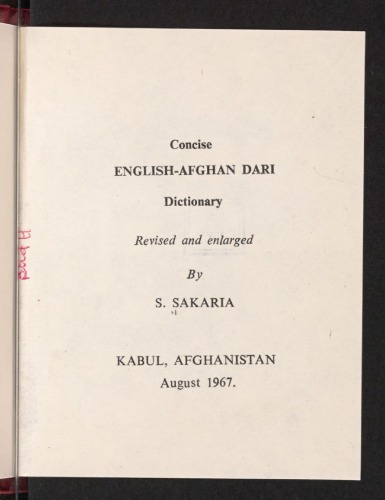 Concise
ENGLISH-AFGHAN DARI
Dictionary
Revised and enlarged
By
S. SAKARIA
KABUL, AFGHANISTAN
August 1967.